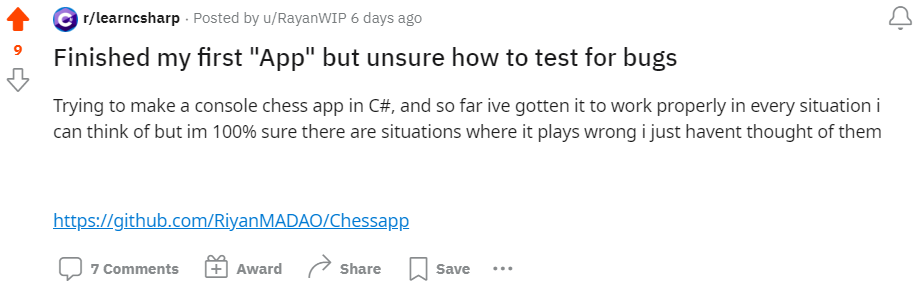 r/learncsharp · Posted by u/RayanWIP 6 days ago
9
Finished my first "App" but unsure how to test for bugs
Trying to make a console chess app in C#, and so far ive gotten it to work properly in every situation i
can think of but im 100% sure there are situations where it plays wrong i just havent thought of them
https://github.com/RiyanMADAO/Chessapp
7 Comments Award Share Save ···